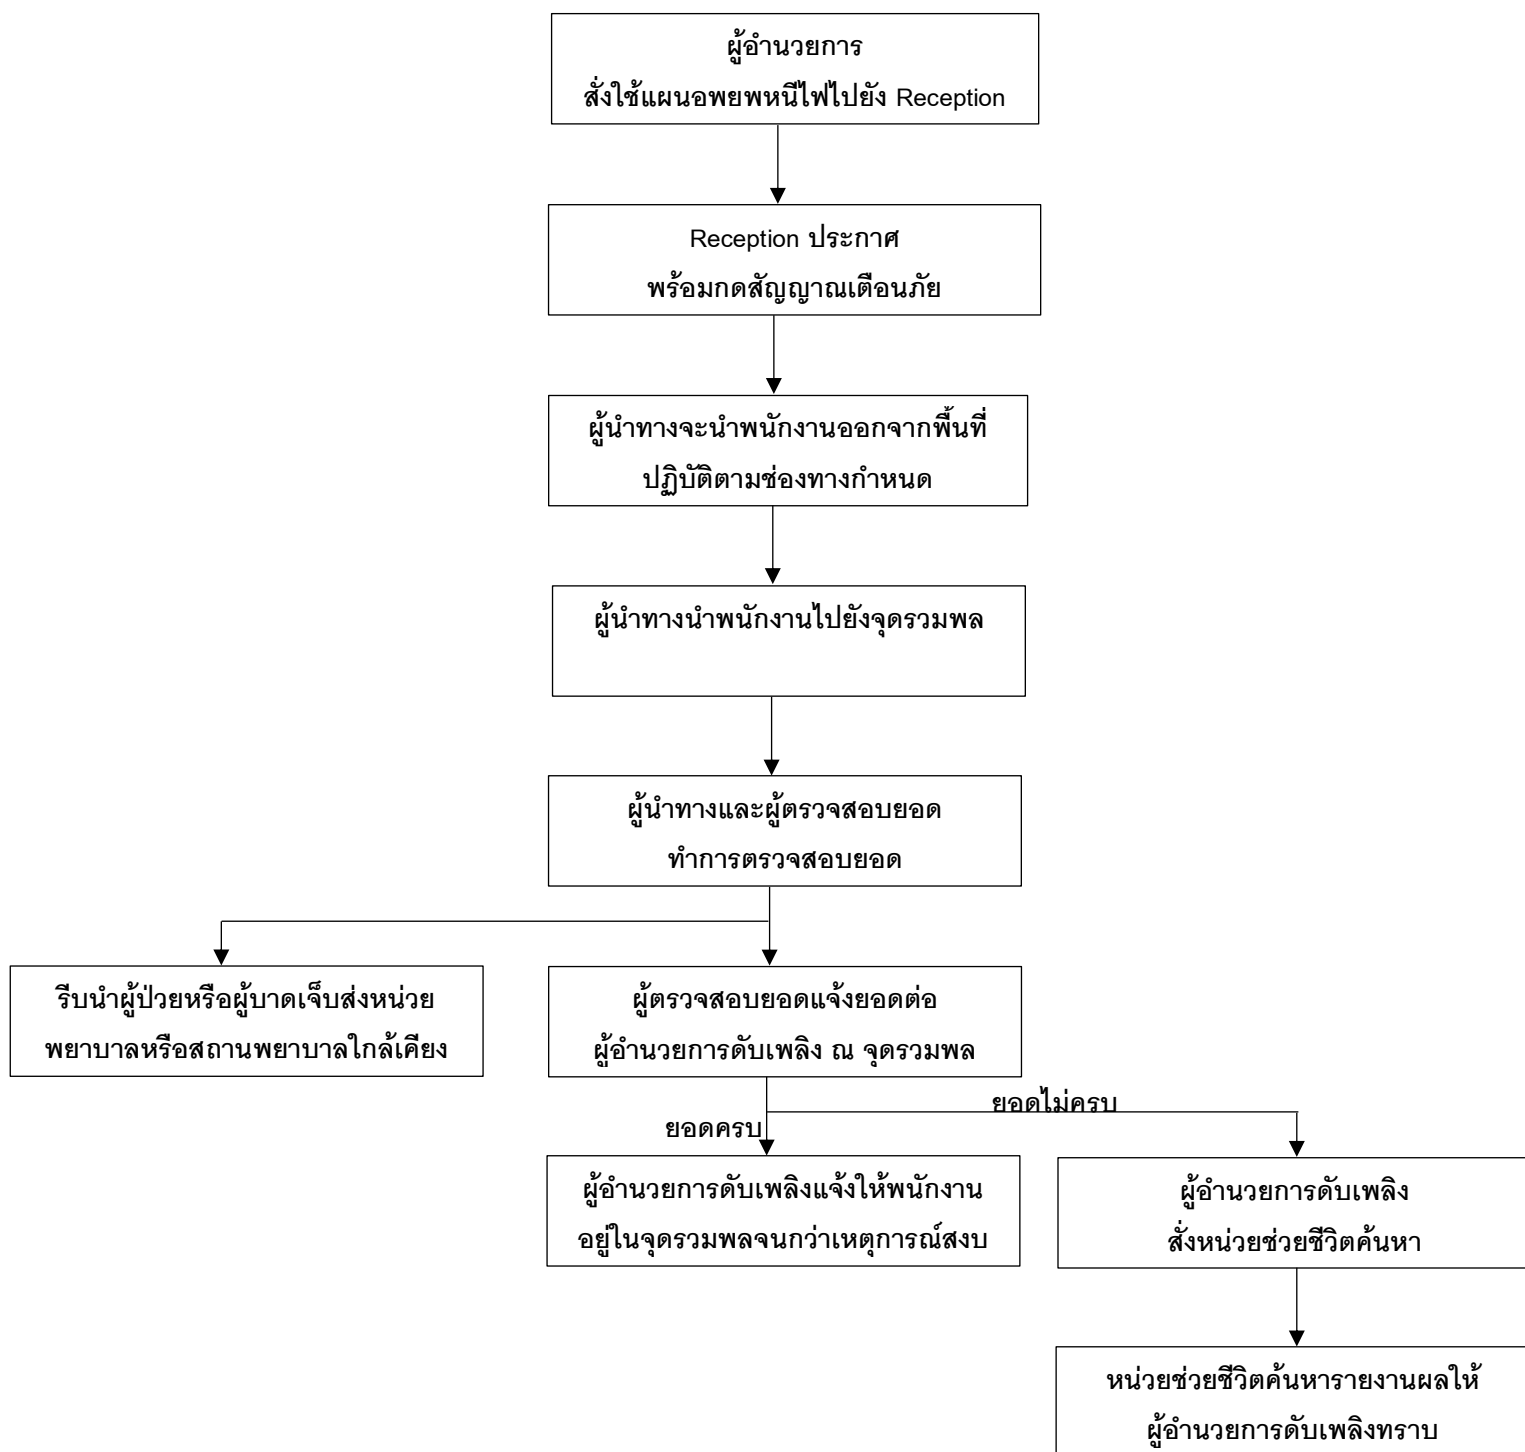 ผู้อำนวยการ
สั่งใช้แผนอพยพหนีไฟไปยัง Reception
Reception ประกาศ
พร้อมกดสัญญาณเตือนภัย
ผู้นำทางจะนำพนักงานออกจากพื้นที่
ปฏิบัติตามช่องทางกำหนด
ผู้นำทางนำพนักงานไปยังจุดรวมพล
ผู้นำทางและผู้ตรวจสอบยอด
ทำการตรวจสอบยอด
รีบนำผู้ป่วยหรือผู้บาดเจ็บส่งหน่วย
พยาบาลหรือสถานพยาบาลใกล้เคียง
ผู้ตรวจสอบยอดแจ้งยอดต่อ
ผู้อำนวยการดับเพลิง ณ จุดรวมพล
ยอดไม่ครบ
ยอดครบ
ผู้อำนวยการดับเพลิงแจ้งให้พนักงาน
อยู่ในจุดรวมพลจนกว่าเหตุการณ์สงบ
ผู้อำนวยการดับเพลิง
สั่งหน่วยช่วยชีวิตค้นหา
หน่วยช่วยชีวิตค้นหารายงานผลให้
ผู้อำนวยการดับเพลิงทราบ